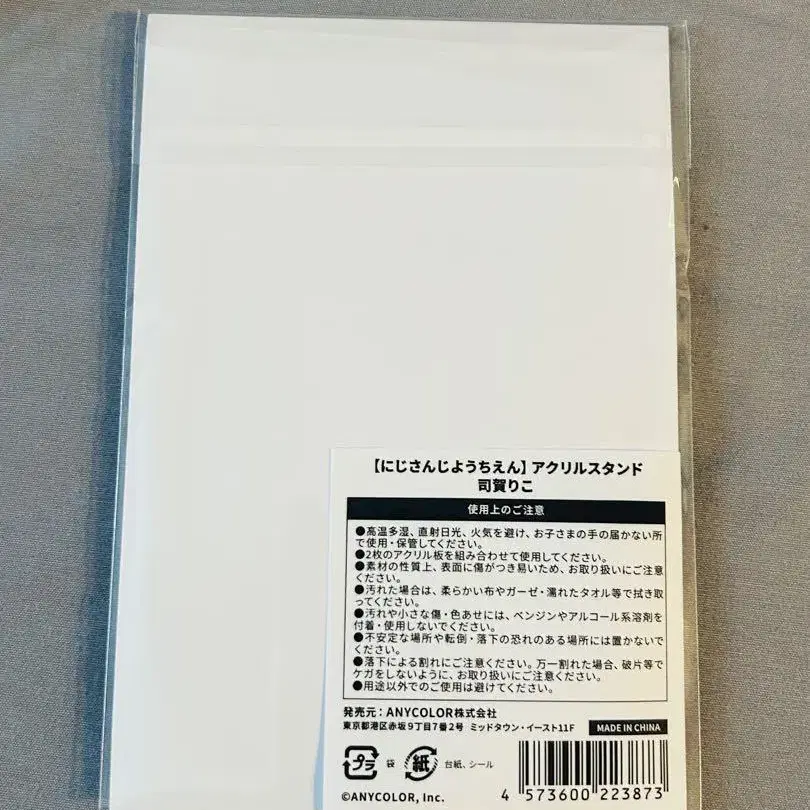 【にじさんじようちえん】アクリルスタンド
司賀りこ
使用上のご注意
●高温多湿、直射日光、火気を避け、お子さまの手の届かない所
で使用・保管してください。
●2枚のアクリル板を組み合わせて使用してください。
●素材の性質上、表面に傷がつき易いため、お取り扱いにご注意
ください。
●汚れた場合は、柔らかい布やガーゼ・濡れたタオル等で拭き取
ってください。
●汚れや小さな傷・色あせには、ベンジンやアルコール系溶剤を
付着・使用しないでください。
●不安定な場所や転倒・落下の恐れのある場所には置かないで
ください。
●落下による割れにご注意ください。万一割れた場合、破片等で
ケガをしないように、お取り扱いにご注意ください。
●用途以外でのご使用は避けてください。
発売元:ANYCOLOR株式会社
東京都港区赤坂9丁目7番2号 ミッドタウン・イースト11F MADE IN CHINA
プラ 袋 紙 台紙、シール
©ANYCOLOR, Inc.
4 573600 223873